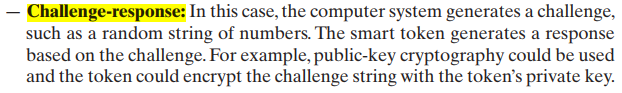 — Challenge-response: In this case, the computer system generates a challenge,
such as a random string of numbers. The smart token generates a response
based on the challenge. For example, public-key cryptography could be used
and the token could encrypt the challenge string with the token's private key.